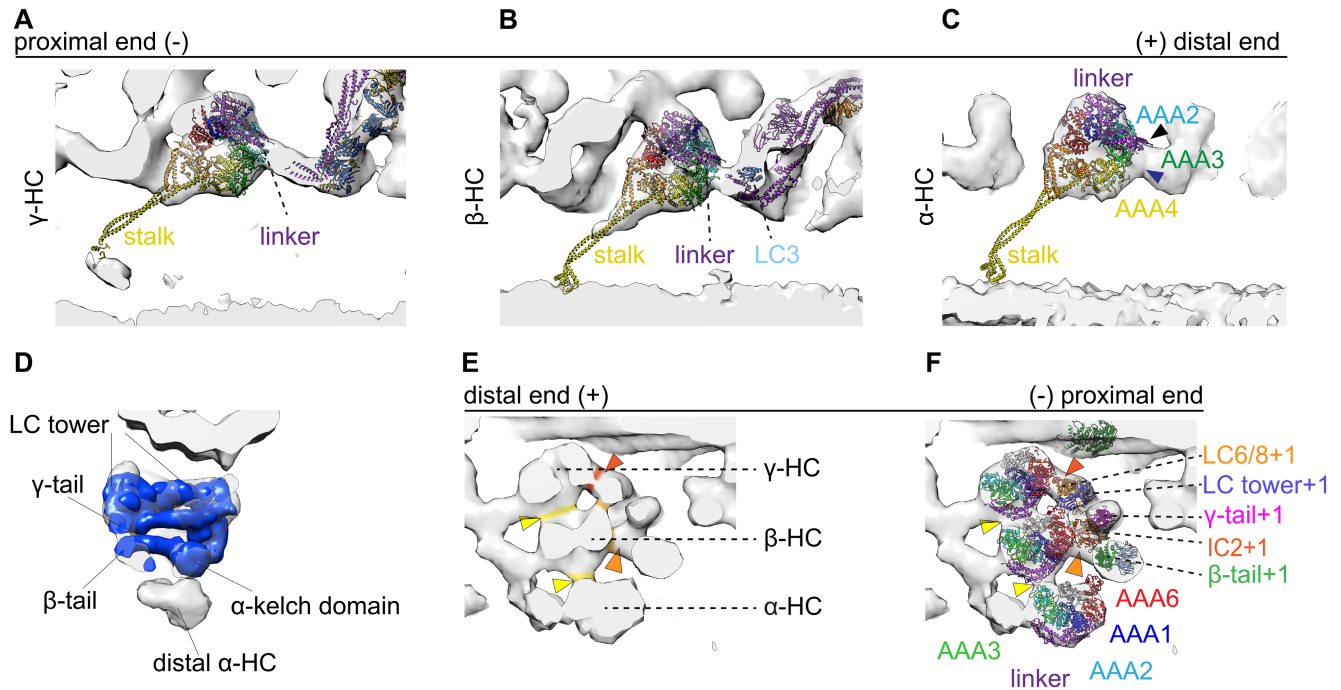 A
B
C
proximal end (-)
(+) distal end
γ-HC
stalk
linker
β-HC
stalk
linker
LC3
α-HC
linker
AAA2
AAA3
AAA4
stalk
D
E
F
distal end (+)
(-) proximal end
LC tower
γ-tail
β-tail
α-kelch domain
distal α-HC
γ-HC
β-HC
α-HC
LC6/8+1
LC tower+1
γ-tail+1
IC2+1
β-tail+1
AAA6
AAA1
AAA3
AAA2
linker